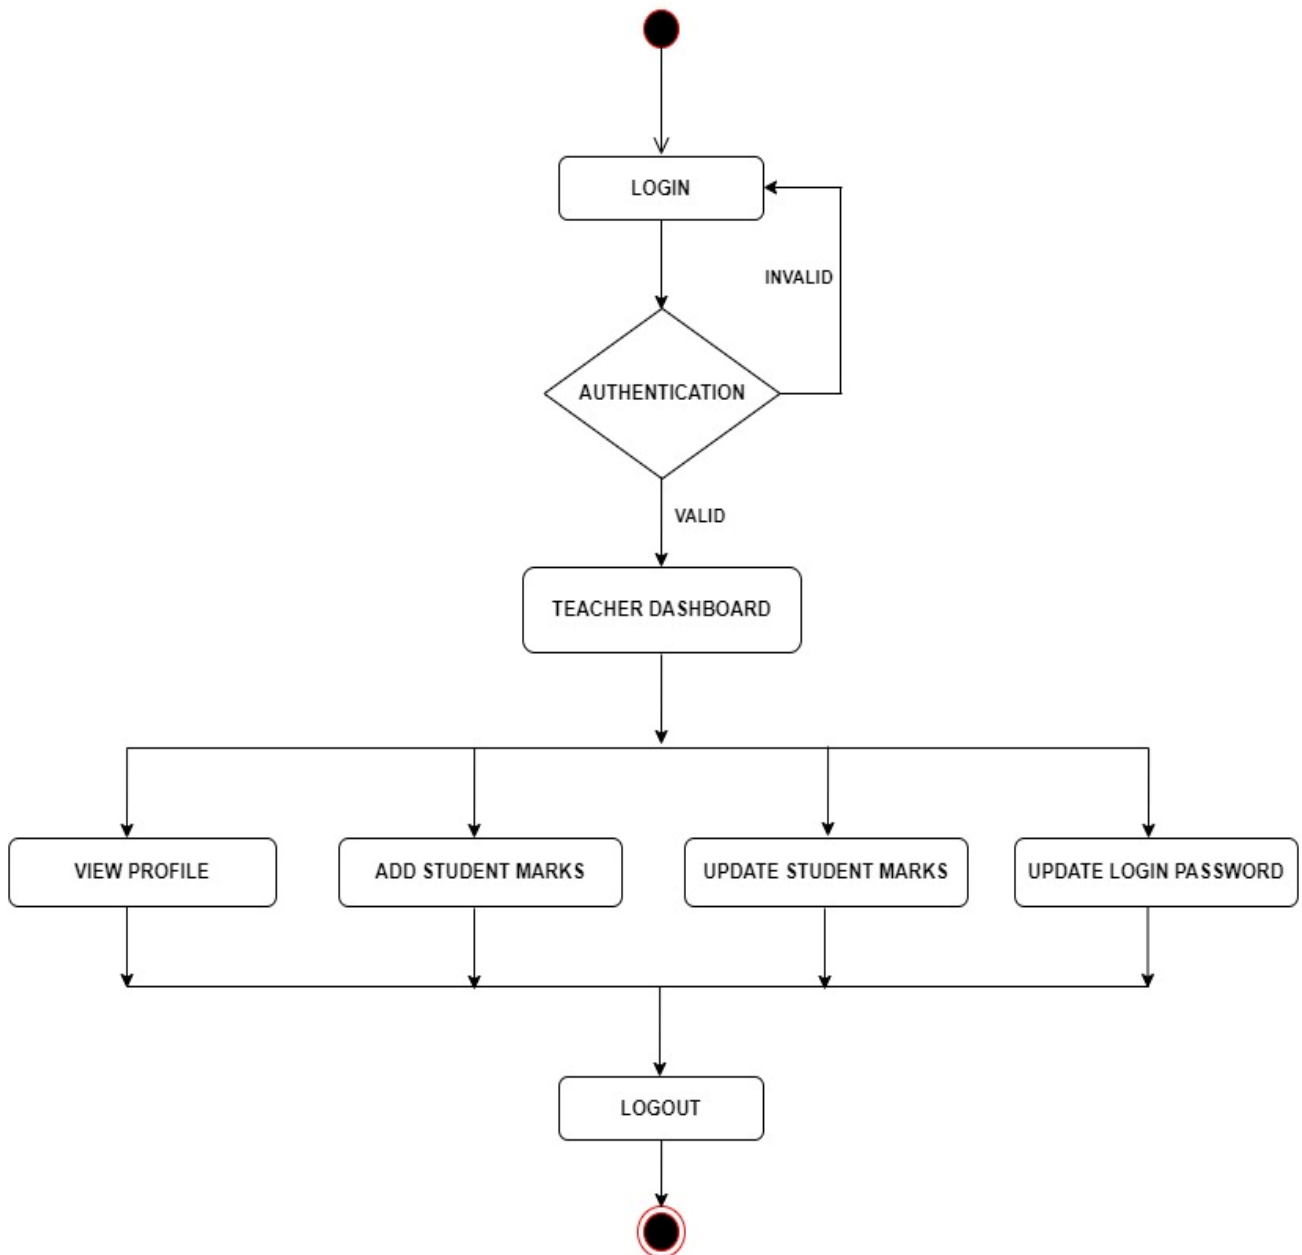 LOGIN
INVALID
AUTHENTICATION
VALID
TEACHER DASHBOARD
VIEW PROFILE
ADD STUDENT MARKS
UPDATE STUDENT MARKS
UPDATE LOGIN PASSWORD
LOGOUT